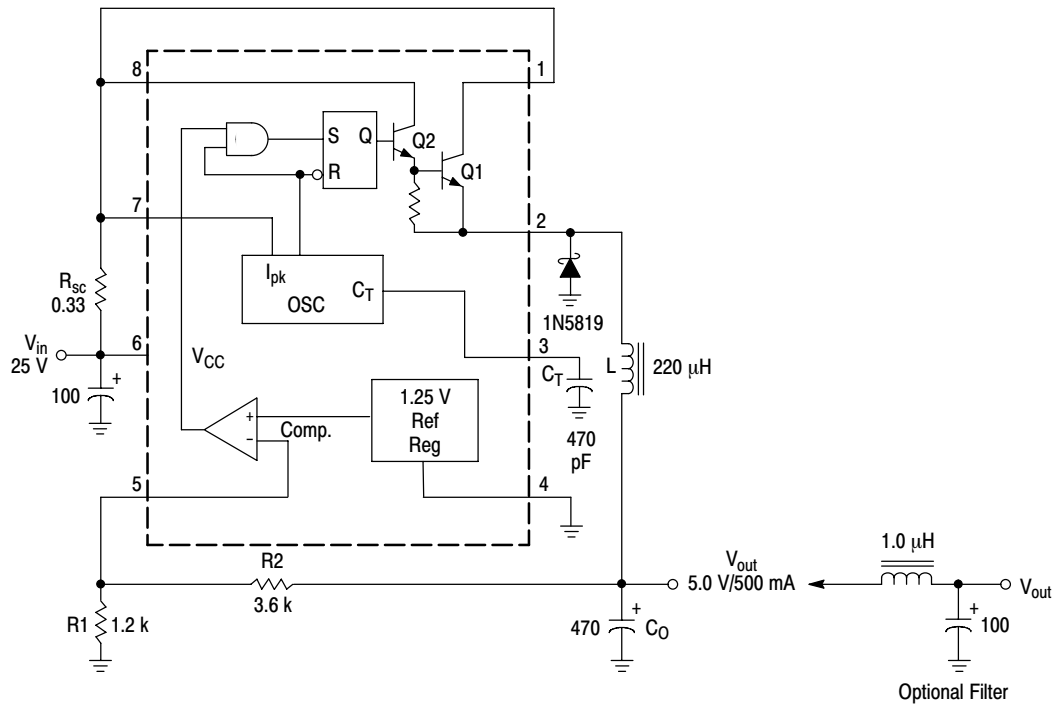 8
1
S
Q
R
Q2
Q1
7
2
Ipk
CT
OSC
Rsc
0.33
1N5819
Vin
25 V
6
VCC
3
CT
L
220 μH
100
+
+
−
Comp.
1.25 V
Ref
Reg
470
pF
5
4
R2
3.6 k
Vout
5.0 V/500 mA
1.0 μH
Vout
R1
1.2 k
470
+
CO
+
100
Optional Filter